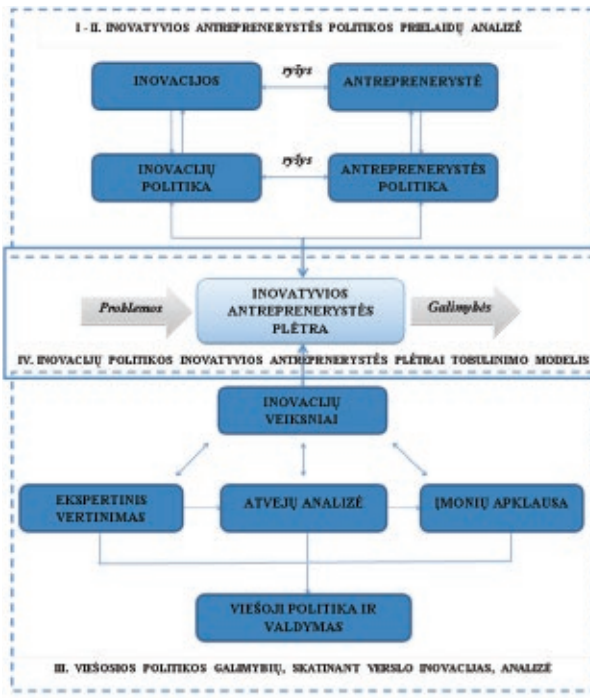 I - II. INOVATYVIOS ANTREPRENERYSTĖS POLITIKOS PRIELAIDŲ ANALIZĖ
INOVACIJOS
ryšys
ANTREPRENERYSTĖ
INOVACIJŲ
POLITIKA
ryšys
ANTREPRENERYSTĖS
POLITIKA
Problemos
INOVATYVIOS
ANTREPRENERYSTĖS
PLĖTRA
Galimybės
IV. INOVACIJŲ POLITIKOS INOVATYVIOS ANTREPRNERYSTĖS PLĖTRAI TOBULINIMO MODELIS
INOVACIJŲ
VEIKSNIAI
EKSPERTINIS
VERTINIMAS
ATVEJŲ ANALIZĖ
ĮMONIŲ APKLAUSA
VIEŠOJI POLITIKA IR
VALDYMAS
III. VIEŠOSIOS POLITIKOS GALIMYBIŲ, SKATINANT VERSLO INOVACIJAS, ANALIZĖ